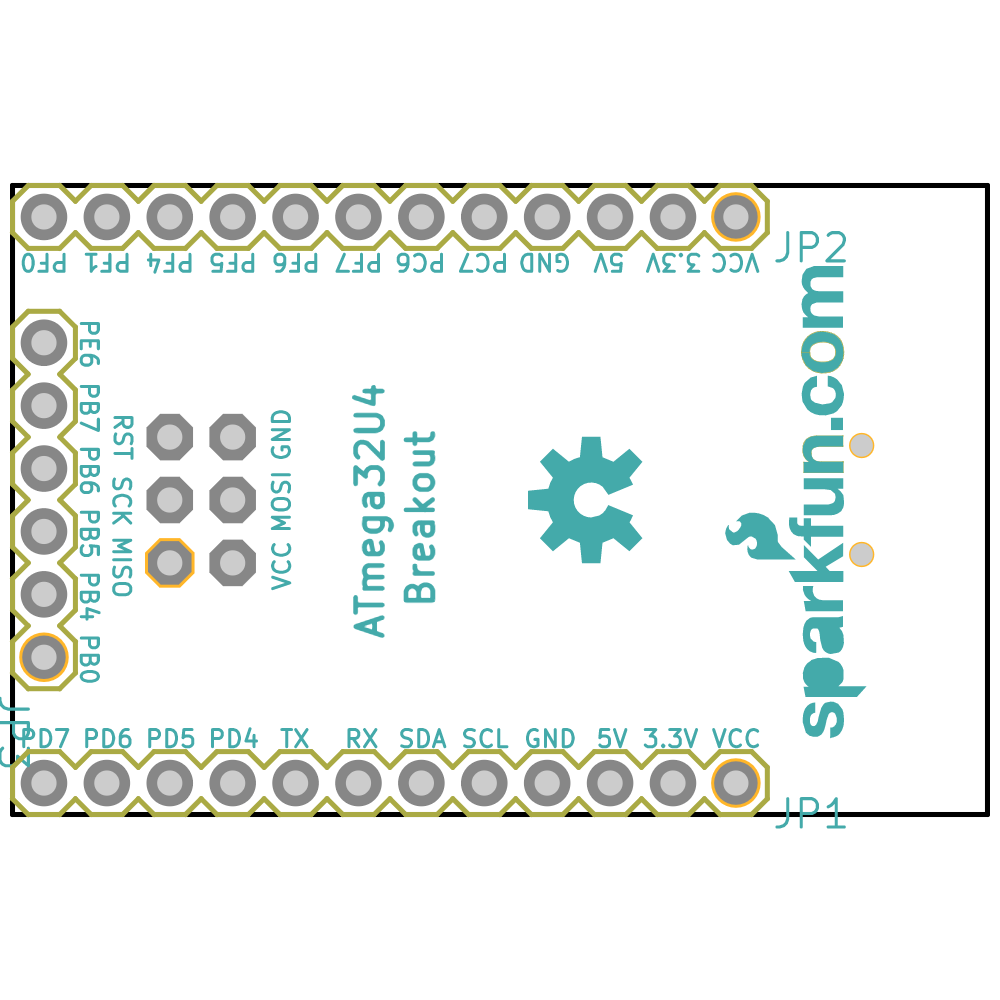 JP2
PF0 PF1 PF4 PF5 PF6 PF7 PC6 PC7 GND 5V 3.3V VCC
PE6 PB7 PB6 PB5 PB4 PB0
RST SCK MISO
GND MOSI VCC
ATmega32U4
Breakout
sparkfun.com
PD7 PD6 PD5 PD4 TX RX SDA SCL GND 5V 3.3V VCC
JP1